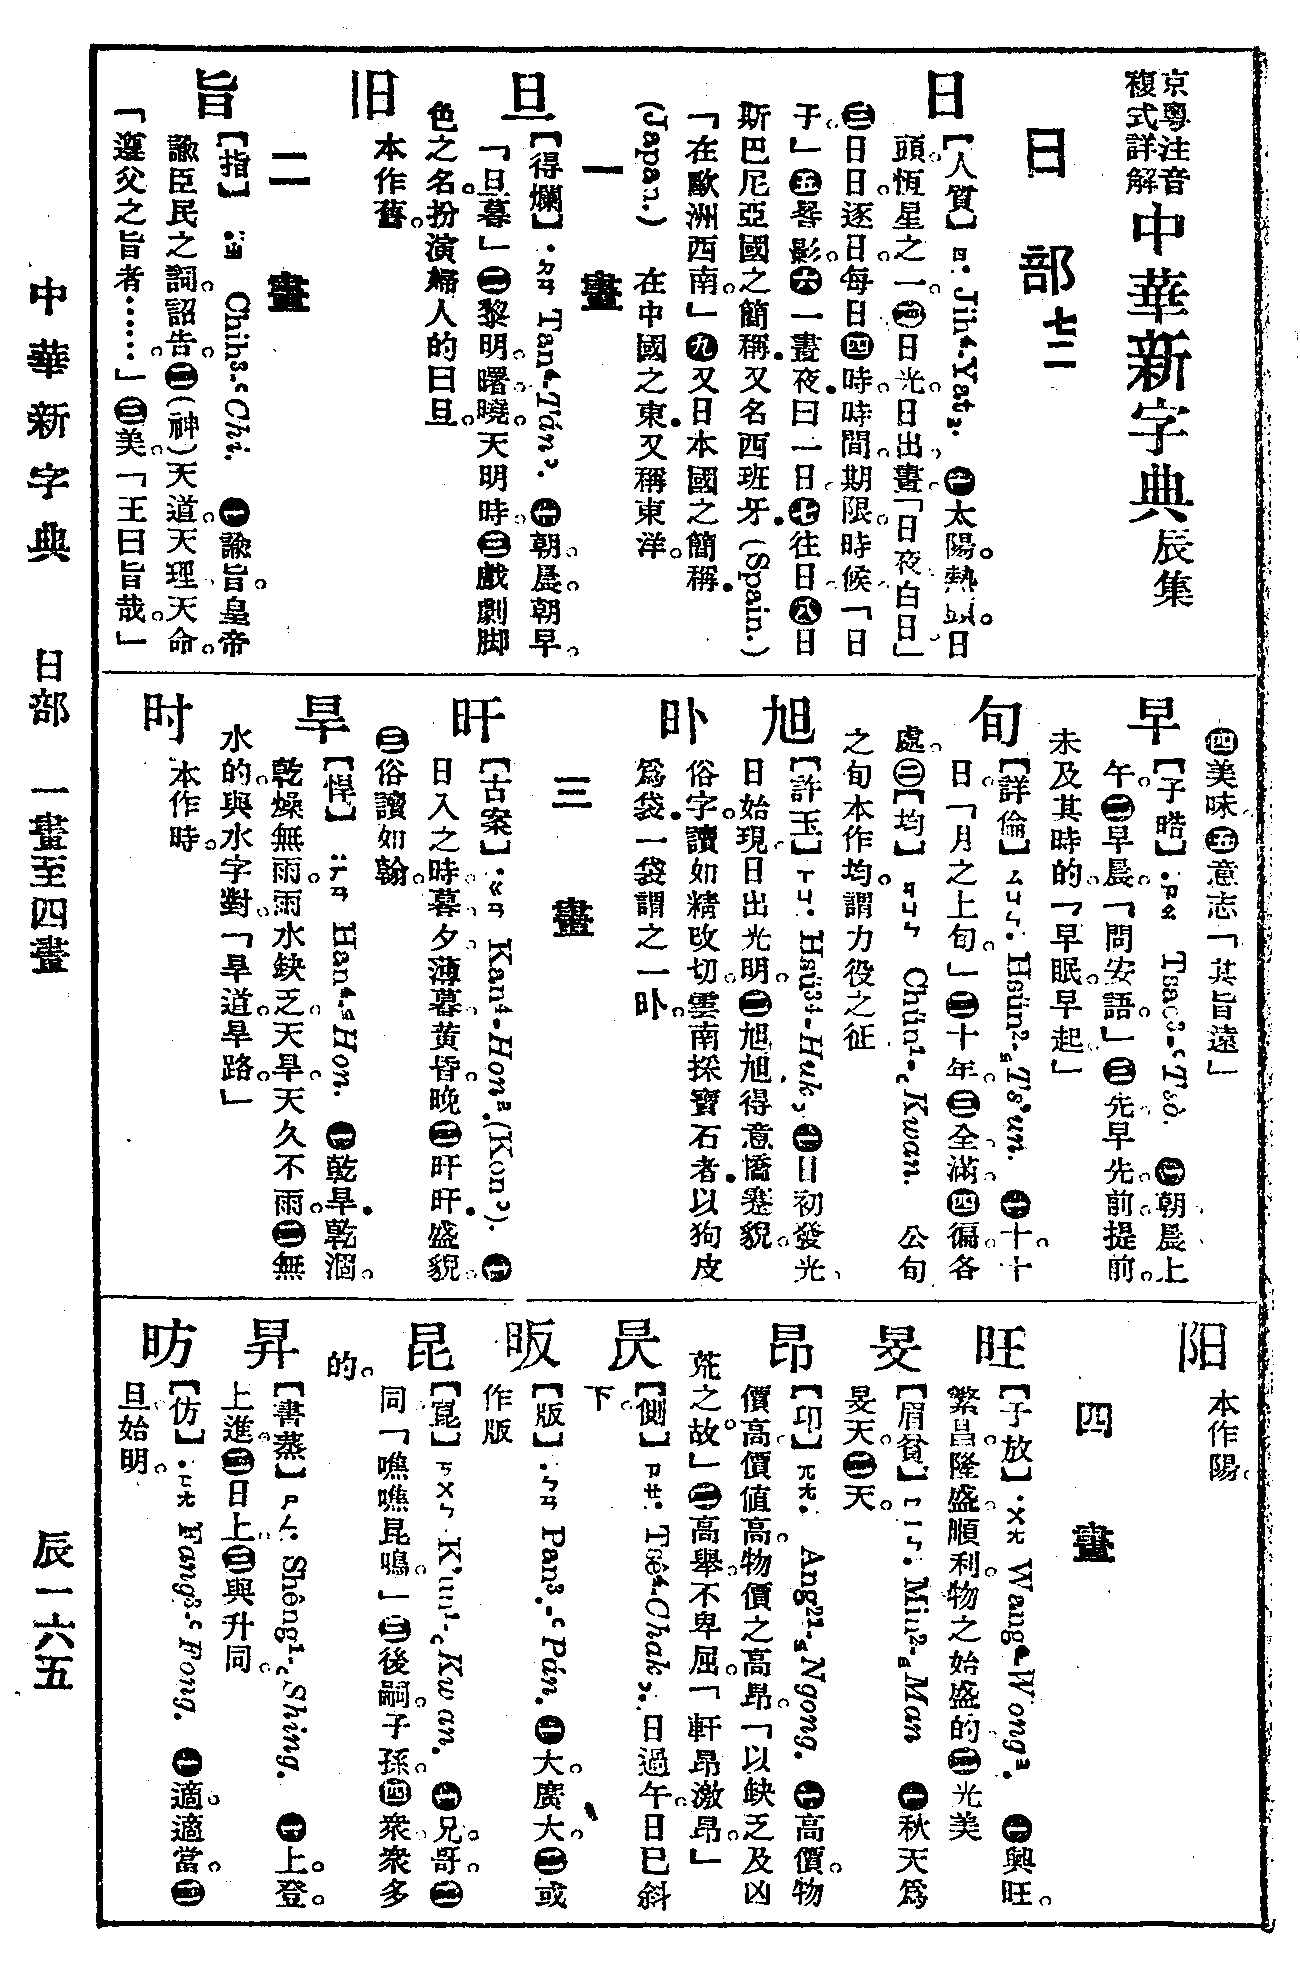 京粵注音
複式詳解
中華新字典 辰集
日部 七二
日
【人質】ㄖ• Jih⁴-Yat₂. ㊀太陽。熱頭。日
頭。恆星之一。㊁日光。日出。晝。「日夜」「白日」
㊂日日。逐日。每日㊃時。時間。期限。時候。「日
子」㊄晷影㊅一晝夜曰一日。㊆往日㊇日
斯巴尼亞國之簡稱。又名西班牙。(Spain.)
「在歐洲西南」㊈又日本國之簡稱。
(Japan.) 在中國之東。又稱東洋。
一畫
旦
【得爛】•ㄉㄢ Tan⁴-Tán³. ㊀朝。晨。朝早。
「旦暮」㊁黎明。曙。曉。天明時。㊂戲劇脚
色之名。扮演婦人的曰旦。
旧
本作舊。
二畫
旨
【指】:ㄓ Chih³-ᶜChi. ㊀諭旨。皇帝
諭臣民之詞。詔告。㊁(神)天道。天理。天命。
「遵父之旨者……」㊂美。「王曰旨哉」
㊃美味。㊄意志。「其旨遠」
早
【子晧】:ㄗㄠ Tsao³-ᶜTsò. ㊀朝晨。上
午。㊁早晨。「問安語」㊂先早。先前。提前。
未及其時的。「早眠早起」
旬
【詳倫】ㄙㄩㄣ• Hsün²-ₛTs'un. ㊀十。十
日。「月之上旬」㊁十年。㊂全。滿。㊃徧。各
處。㊁【均】ㄐㄩㄣ Chün¹-꜀Kwan. 公旬
之旬本作均。謂力役之征
旭
【許玉】ㄒㄩ• Hsü³⁴-Huk₂ ㊀日初發光。
日始現。日出光明。㊁旭旭。得意憍蹇貌。
卟
俗字。讀如精攺切。雲南採寶石者。以狗皮
爲袋。一袋謂之一卟。
三畫
旰
【古案】•ㄍㄢ Kan⁴-Hon².(Kon³). ㊀
日入之時。暮。夕。薄暮。黄昏。晚㊁旰旰。盛貌。
㊂俗讀如翰。
旱
【悍】:ㄏㄢ Han⁴-ₛHon. ㊀乾旱。乾涸。
乾燥。無雨。雨水缺乏。天旱。天久不雨。㊁無
水的。與水字對。「旱道。旱路。」
时
本作時。
阳
本作陽。
四畫
旺
【子放】•ㄨㄤ Wang⁴-Wong². ㊀興旺。
繁昌。隆盛。順利。物之始盛的㊁光美
旻
【眉貧】ㄇㄧㄣ• Min²-ₛMan ㊀秋天爲
旻天。㊁天。
昂
【卬】ㄫㄤ• Ang²¹-ₛNgong. ㊀高價。物
價高。價值高。物價之高昂。「以缺乏及凶
荒之故」㊁高舉。不卑屈。「軒昂。激昂。」
昃
【側】ㄗㄝ• Tsê⁴-Chak₂. 日過午。日已斜
下
昄
【版】•ㄅㄢ Pan³-ᶜPán. ㊀大。廣大。㊁或
作版
昆
【崑】ㄎㄨㄣ K'un¹-꜀Kwan. ㊀兄。哥。㊁
同。「噍噍昆鳴」㊂後嗣。子孫。㊃衆。衆多
的。
昇
【書蒸】ㄕㄥ• Shêng¹-꜀Shing. ㊀上。登。
上進。㊁日上。㊂與升同。
昉
【仿】•ㄈㄤ Fang³-ᶜFong. ㊀適。適當。㊁
旦始明。
中華新字典 日部 一畫至四畫 辰一六五